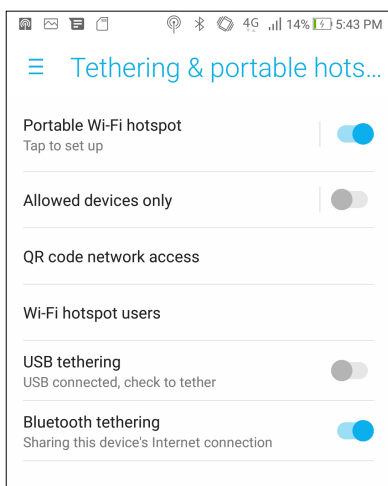 4G 14% 5:43 PM
Tethering & portable hots...
Portable Wi-Fi hotspot
Tap to set up
Allowed devices only
QR code network access
Wi-Fi hotspot users
USB tethering
USB connected, check to tether
Bluetooth tethering
Sharing this device's Internet connection